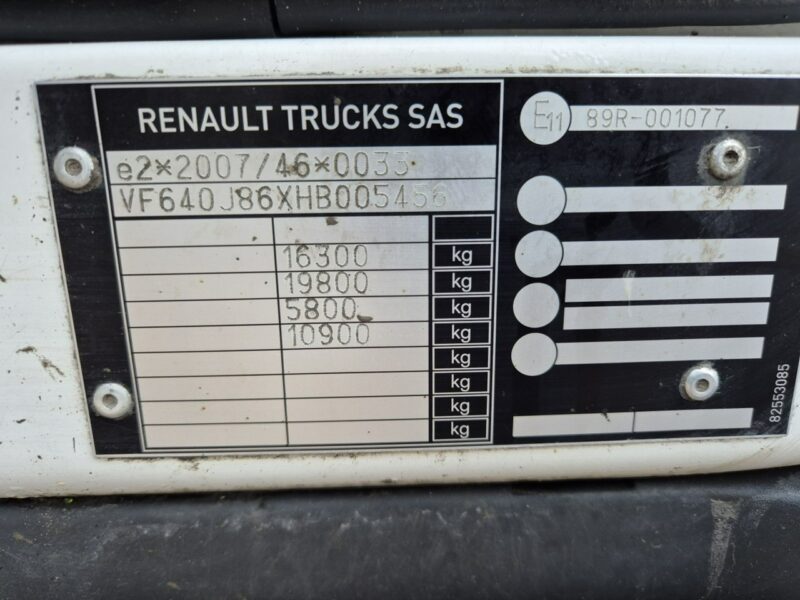 RENAULT TRUCKS SAS
e2*2007/46*0033
VF640J86XHB005456
16300 kg
19800 kg
5800 kg
10900 kg
kg
kg
kg
kg
E11 89R-001077
82553085